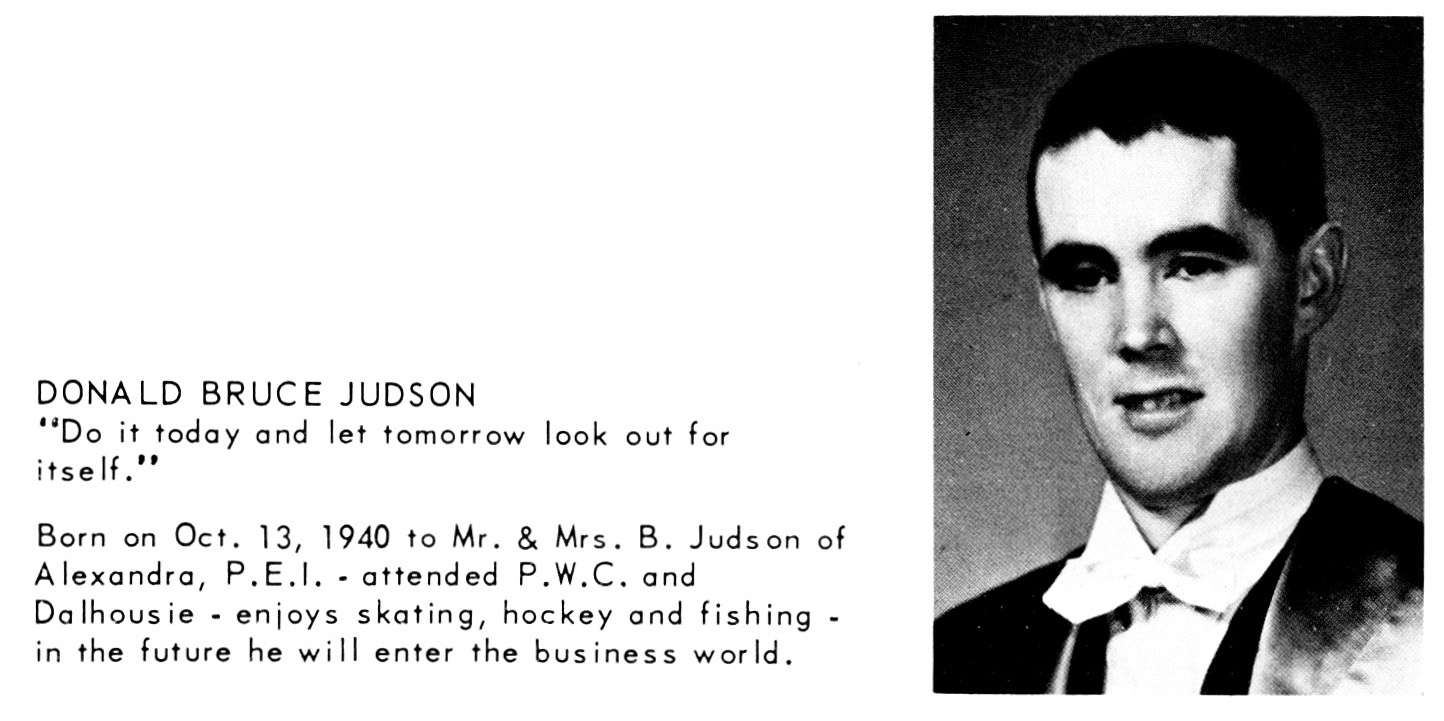 DONALD BRUCE JUDSON
"Do it today and let tomorrow look out for
itself."
Born on Oct. 13, 1940 to Mr. & Mrs. B. Judson of
Alexandra, P.E.I. - attended P.W.C. and
Dalhousie - enjoys skating, hockey and fishing -
in the future he will enter the business world.